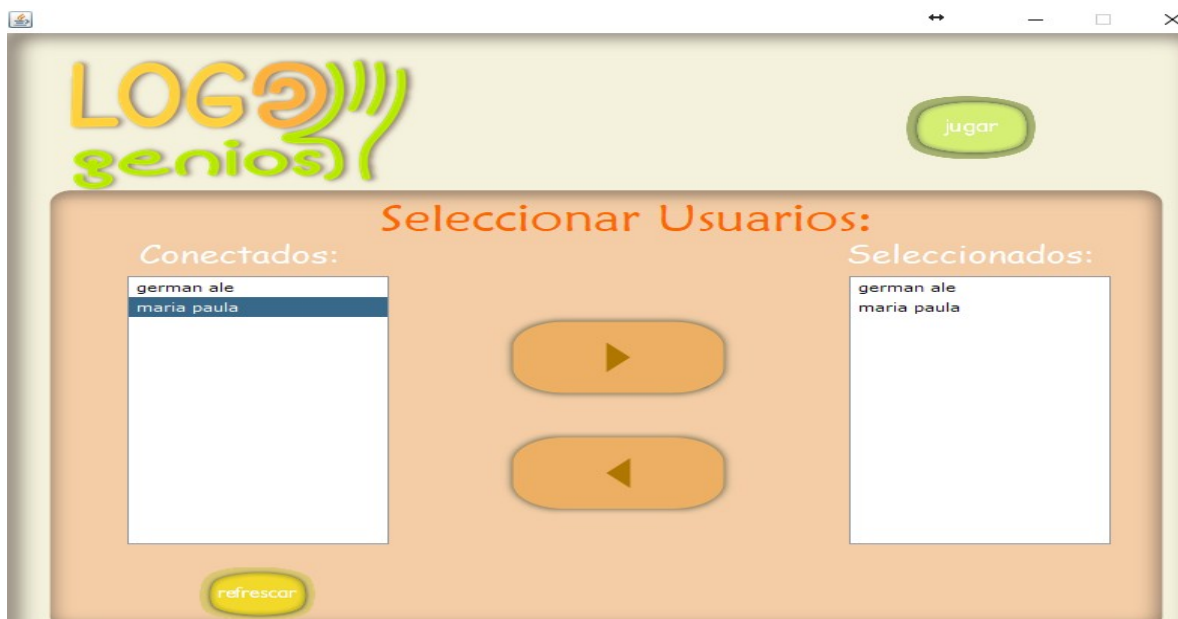 LOGO
genios
jugar
Seleccionar Usuarios:
Conectados:
Seleccionados:
german ale
maria paula
german ale
maria paula
refrescar